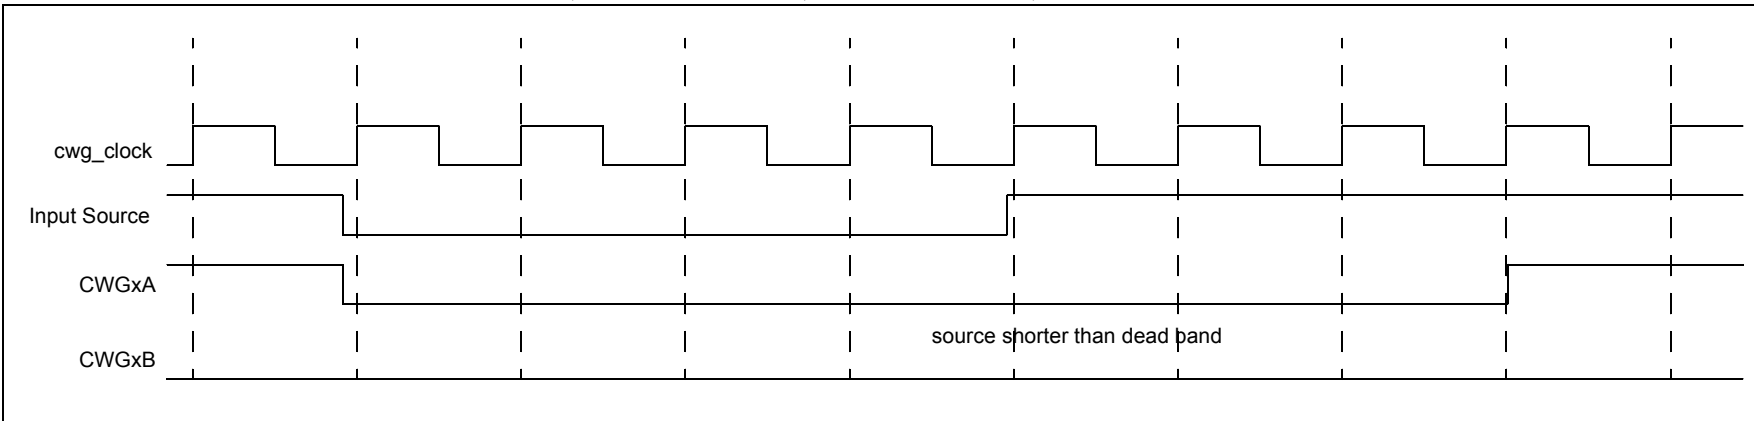 cwg_clock
Input Source
CWGxA
source shorter than dead band
CWGxB